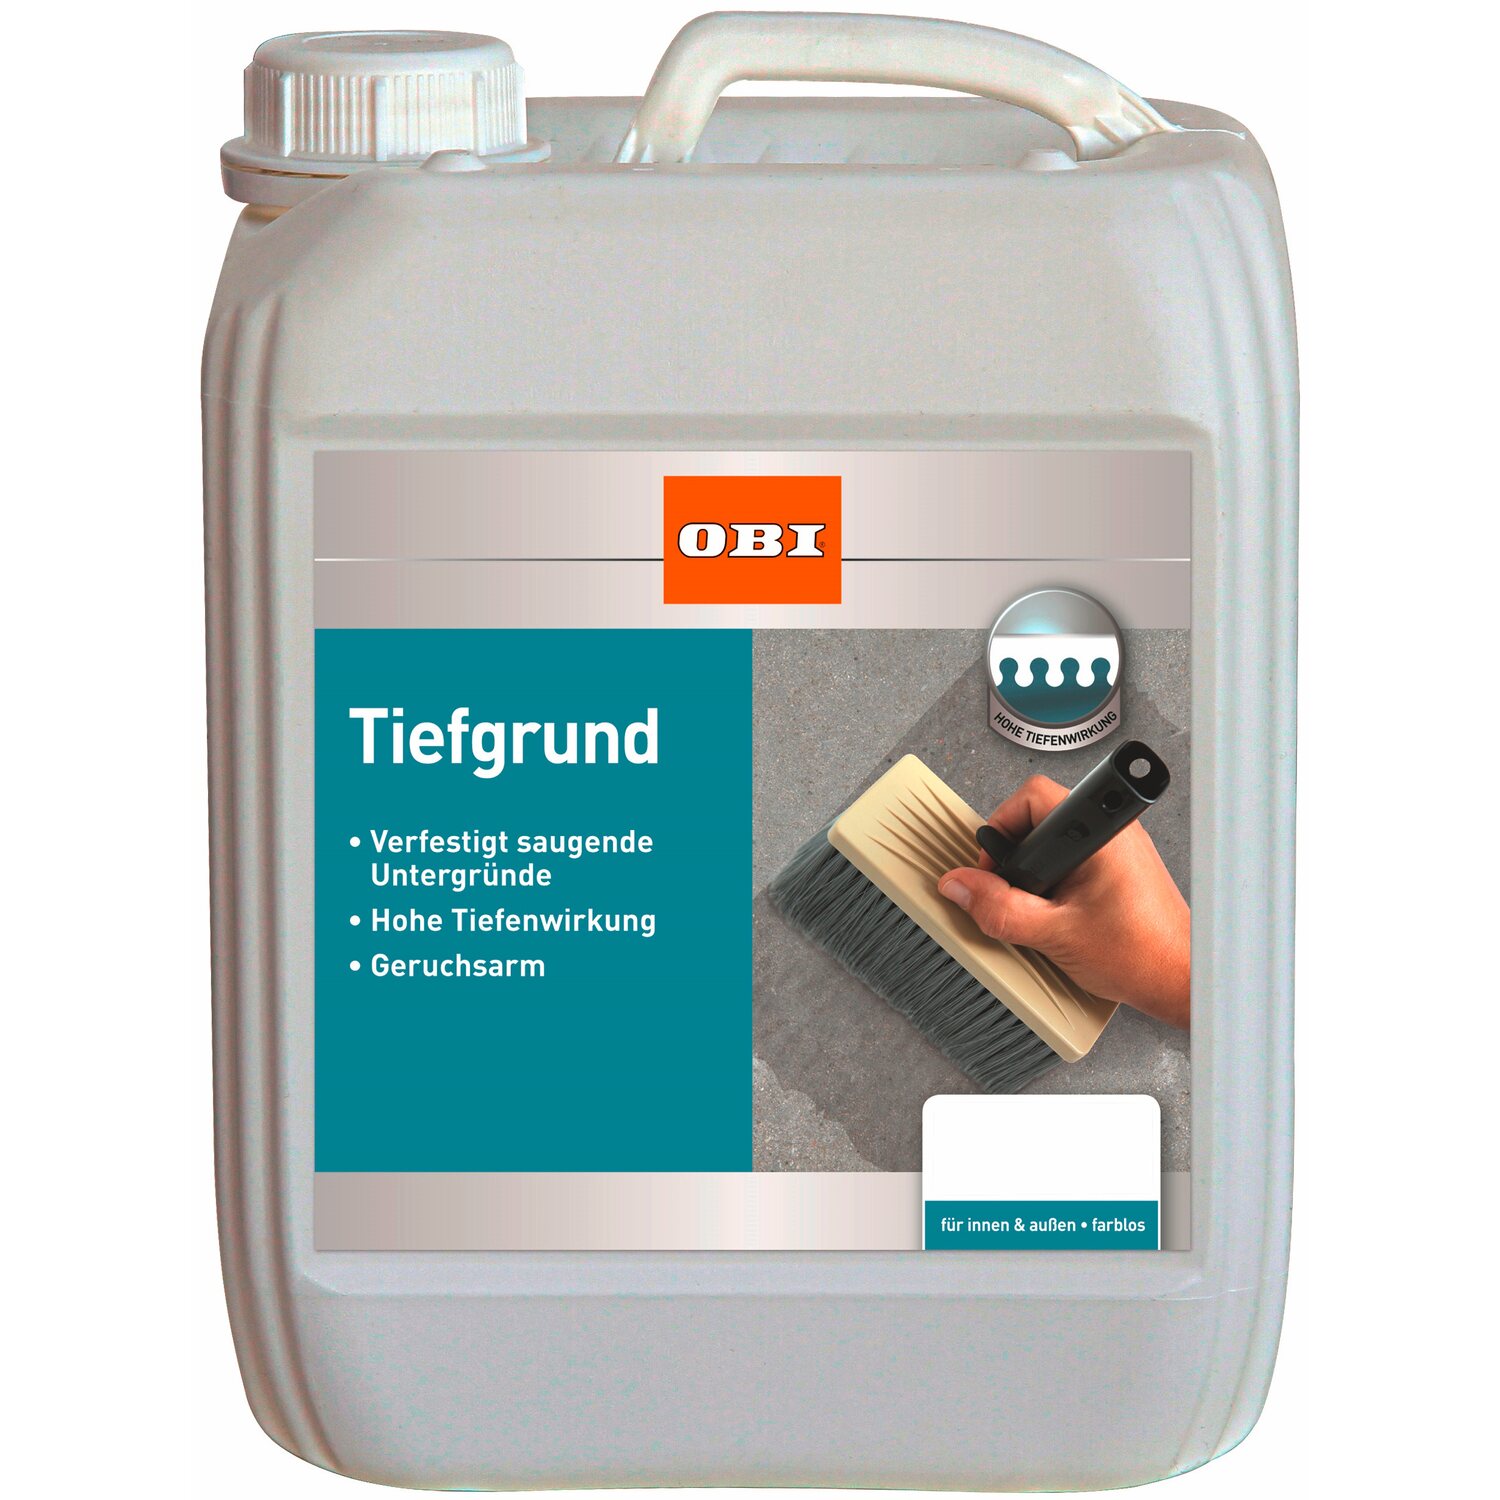 OBI
HOHE TIEFENWIRKUNG
Tiefgrund
• Verfestigt saugende
Untergründe
• Hohe Tiefenwirkung
• Geruchsarm
für innen & außen • farblos